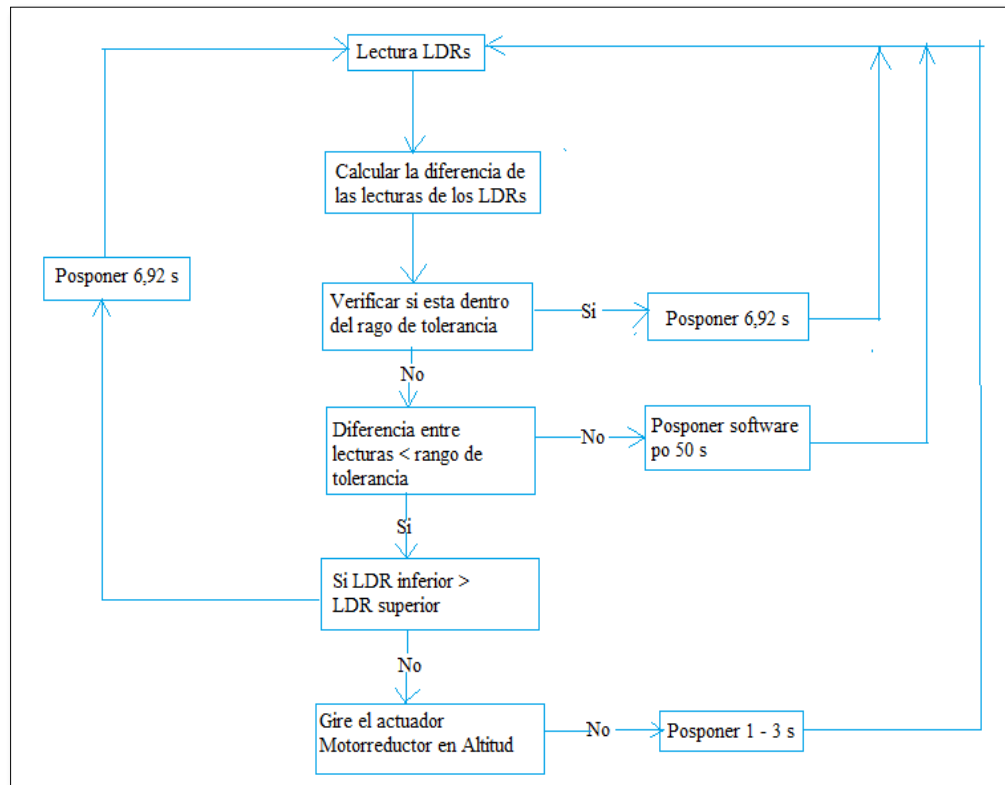 Lectura LDRs
Calcular la diferencia de
las lecturas de los LDRs
Posponer 6,92 s
Verificar si esta dentro
del rago de tolerancia
Si
Posponer 6,92 s
No
Diferencia entre
lecturas < rango de
tolerancia
No
Posponer software
po 50 s
Si
Si LDR inferior >
LDR superior
No
Gire el actuador
Motorreductor en Altitud
No
Posponer 1 - 3 s